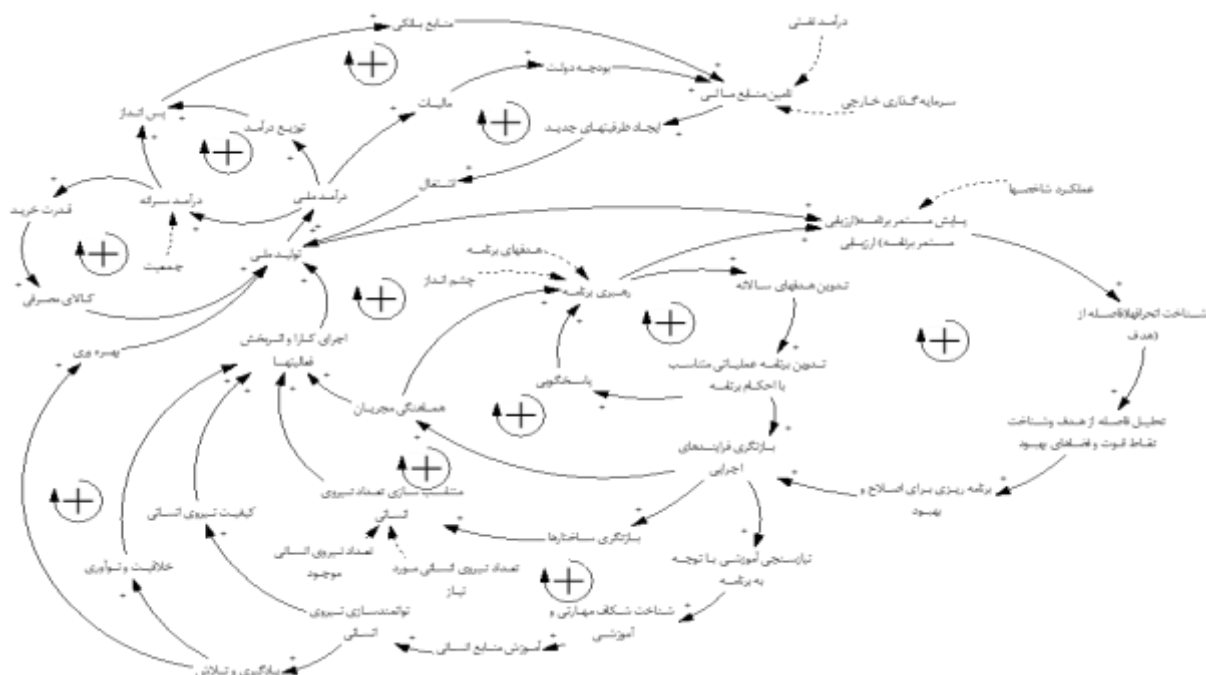 منابع بانکی
درآمد نفتی
بودجه دولت
تامین منابع مالی
سرمایه گذاری خارجی
مالیات
پس انداز
توزیع درآمد
ایجاد ظرفیتهای جدید
اشتغال
درآمد سرانه
درآمد ملی
قدرت خرید
عملکرد شاخصها
پایش مستمر برنامه(ارزیابی
مستمر برنامه) ارزیابی
تولید ملی
جمعیت
هدفهای برنامه
چشم انداز
رهبری برنامه
تدوین هدفهای سالانه
کالای مصرفی
شناخت انحرافها(فاصله از
هدف)
اجرای کارا و اثربخش
فعالیتها
بهره وری
تدوین برنامه عملیاتی متناسب
با احکام برنامه
پاسخگویی
هماهنگی مجریان
تحلیل فاصله از هدف وشناخت
نقاط قوت و فضاهای بهبود
بازنگری فرایندهای
اجرایی
برنامه ریزی برای اصلاح و
بهبود
متناسب سازی تعداد نیروی
انسانی
کیفیت نیروی انسانی
بازنگری ساختارها
تعداد نیروی انسانی
موجود
تعداد نیروی انسانی مورد
نیاز
نیازسنجی آموزشی با توجه
به برنامه
خلاقیت و نوآوری
توانمندسازی نیروی
انسانی
شناخت شکاف مهارتی و
آموزشی
آموزش منابع انسانی
یادگیری و تلاش